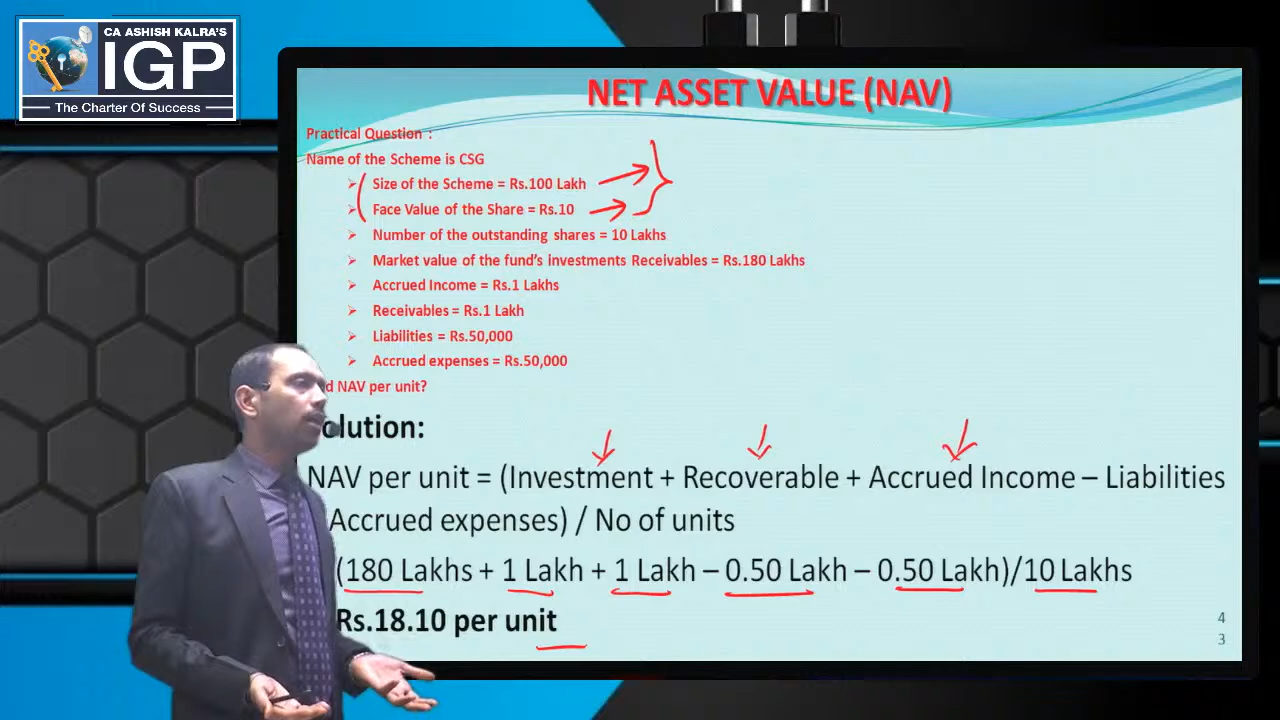 CA ASHISH KALRA'S
IGP
The Charter Of Success
NET ASSET VALUE (NAV)
Practical Question :
Name of the Scheme is CSG
Size of the Scheme = Rs.100 Lakh
Face Value of the Share = Rs.10
Number of the outstanding shares = 10 Lakhs
Market value of the fund's investments Receivables = Rs.180 Lakhs
Accrued Income = Rs.1 Lakhs
Receivables = Rs.1 Lakh
Liabilities = Rs.50,000
Accrued expenses = Rs.50,000
d NAV per unit?
olution:
NAV per unit = (Investment + Recoverable + Accrued Income – Liabilities
Accrued expenses) / No of units
(180 Lakhs + 1 Lakh + 1 Lakh – 0.50 Lakh – 0.50 Lakh)/10 Lakhs
Rs.18.10 per unit
4
3